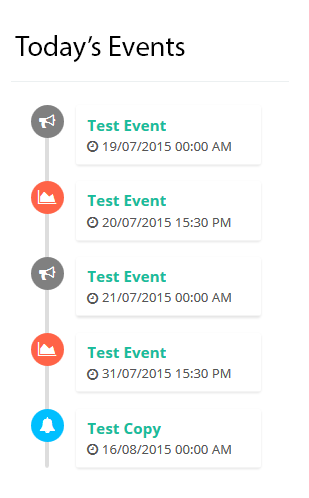 Today's Events
Test Event
19/07/2015 00:00 AM
Test Event
20/07/2015 15:30 PM
Test Event
21/07/2015 00:00 AM
Test Event
31/07/2015 15:30 PM
Test Copy
16/08/2015 00:00 AM